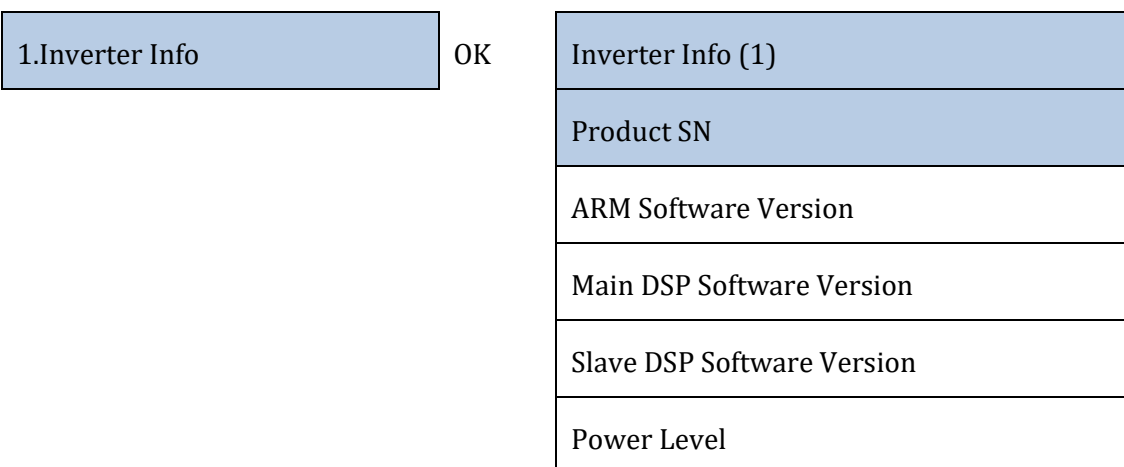 1.Inverter Info
OK
Inverter Info (1)
Product SN
ARM Software Version
Main DSP Software Version
Slave DSP Software Version
Power Level